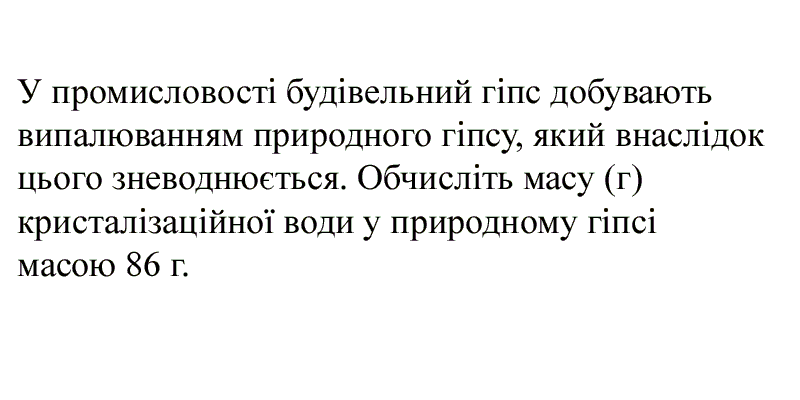 У промисловості будівельний гіпс добувають
випалюванням природного гіпсу, який внаслідок
цього зневоднюється. Обчисліть масу (г)
кристалізаційної води у природному гіпсі
масою 86 г.